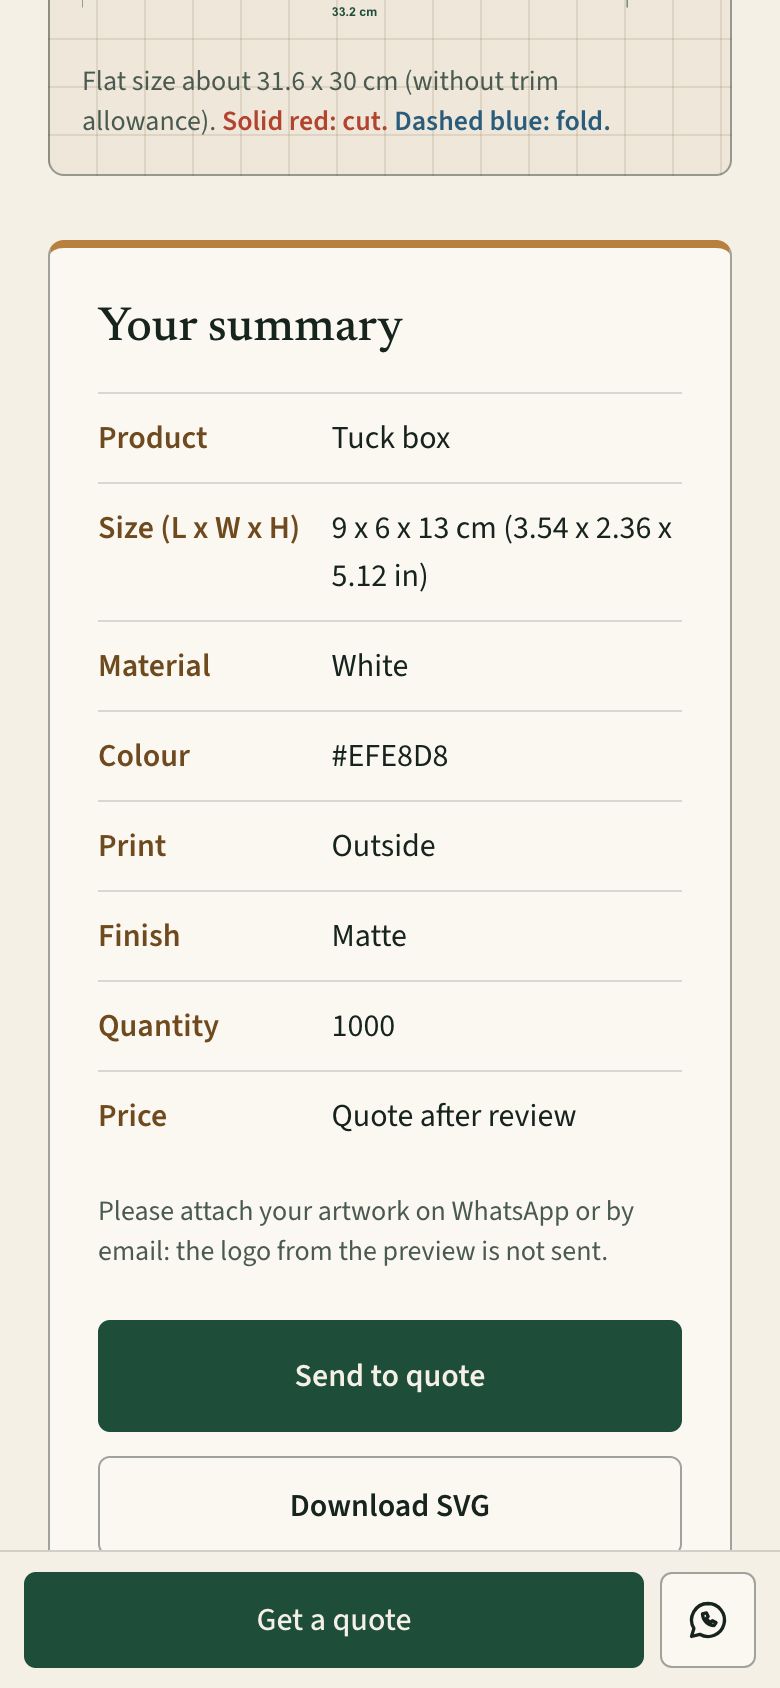 33.2 cm
Flat size about 31.6 x 30 cm (without trim
allowance). Solid red: cut. Dashed blue: fold.
Your summary
Product Tuck box
Size (L x W x H) 9 x 6 x 13 cm (3.54 x 2.36 x
5.12 in)
Material White
Colour #EFE8D8
Print Outside
Finish Matte
Quantity 1000
Price Quote after review
Please attach your artwork on WhatsApp or by
email: the logo from the preview is not sent.
Send to quote
Download SVG
Get a quote